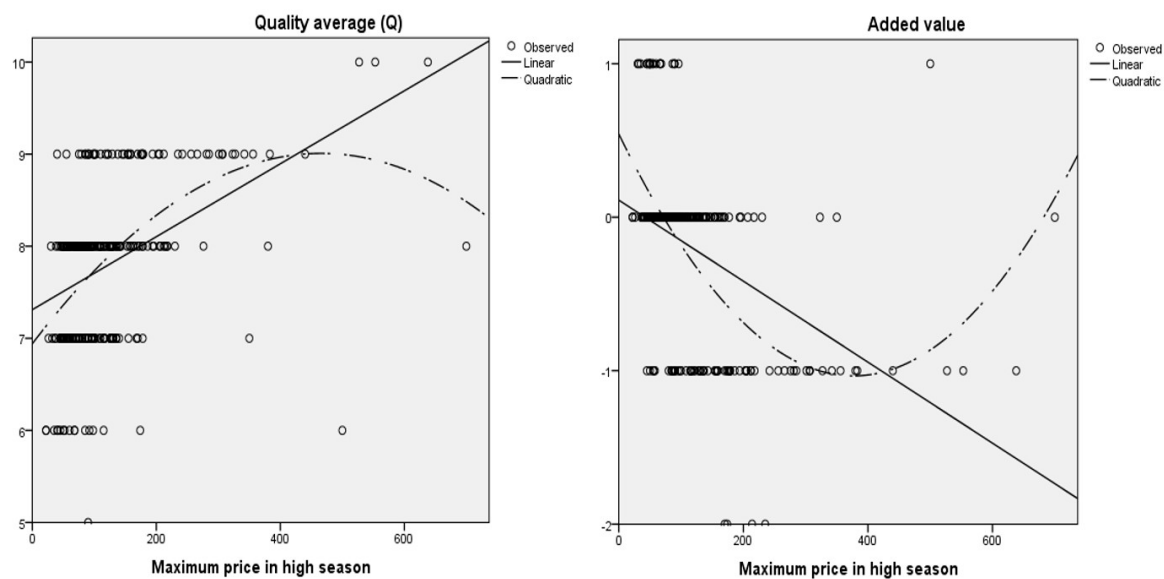 Quality average (Q)
Observed
Linear
Quadratic
10
9
8
7
6
5
0
200
400
600
Maximum price in high season
Added value
Observed
Linear
Quadratic
1
0
-1
-2
0
200
400
600
Maximum price in high season